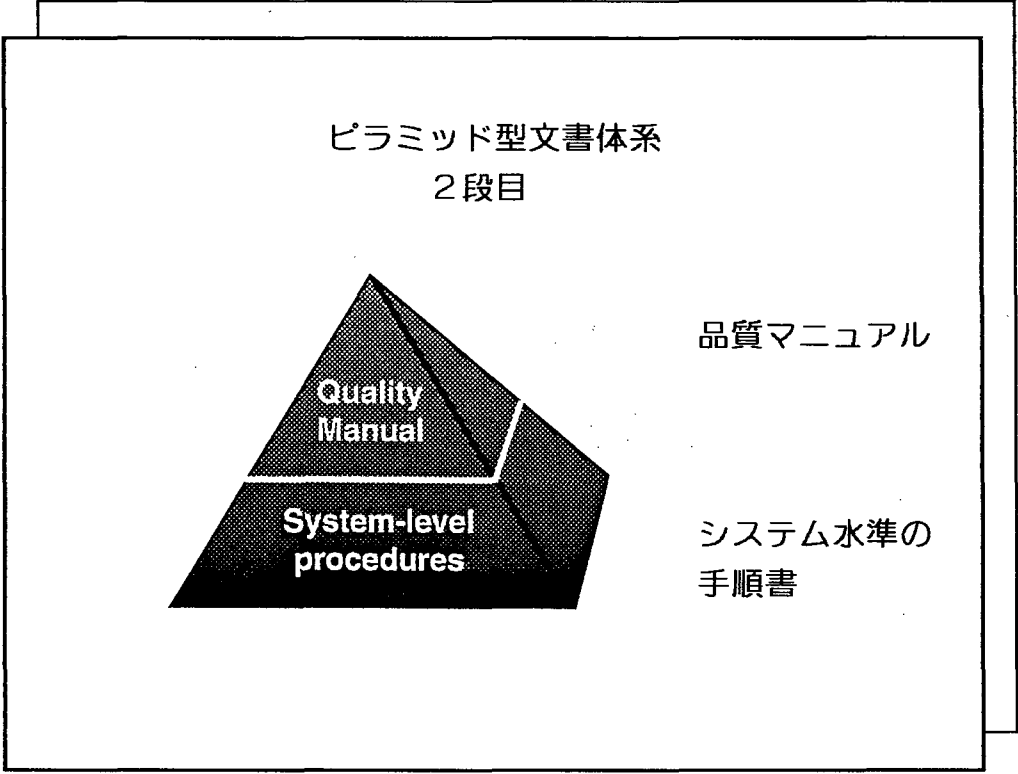 ピラミッド型文書体系
２段目
品質マニュアル
Quality
Manual
System-level
procedures
システム水準の
手順書